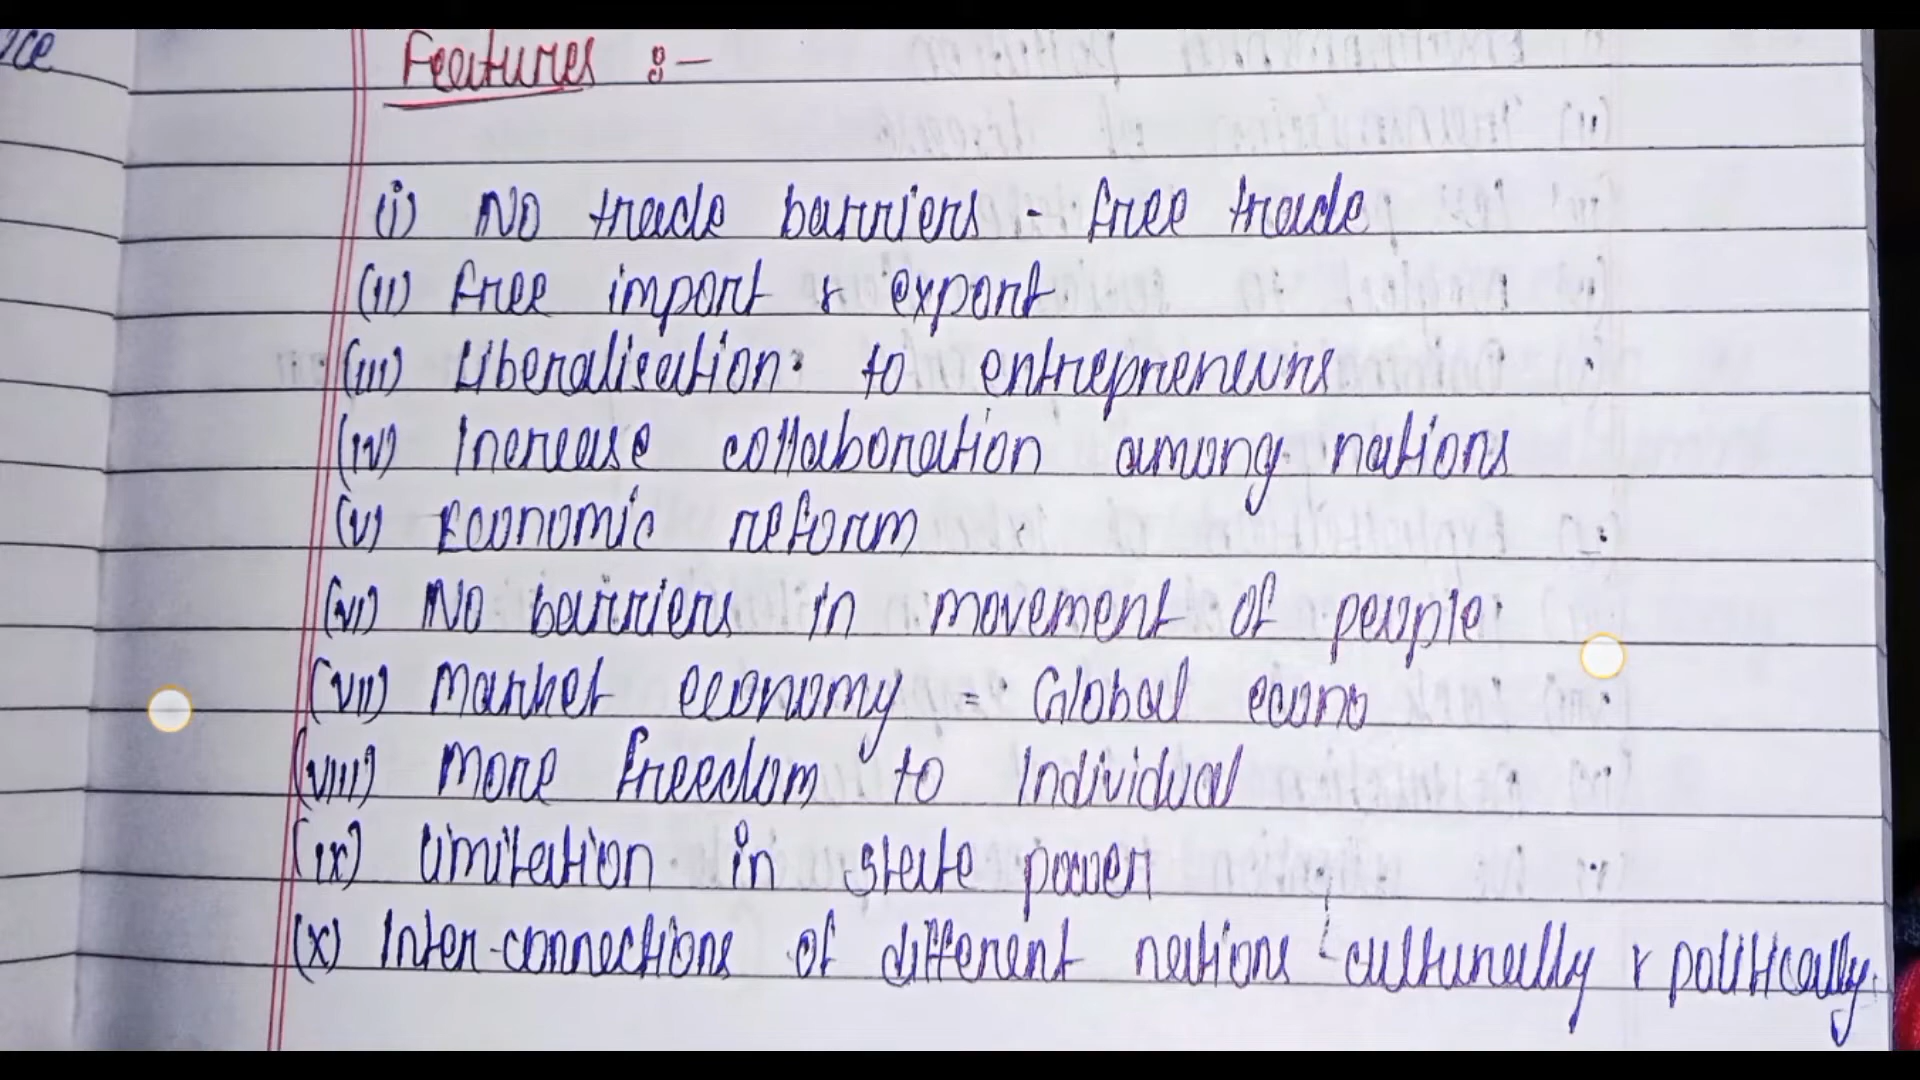 ce
Features :-
(i) No trade barriers - free trade
(ii) free import & export
(iii) Liberalisation to entrepreneurs
(iv) Increase collaboration among nations
(v) Economic reform
(vi) No barriers in movement of people
(vii) Market economy = Global econo
(viii) More freedom to Individual
(ix) Limitation in state power
(x) Inter-connections of different nations culturally & politically.